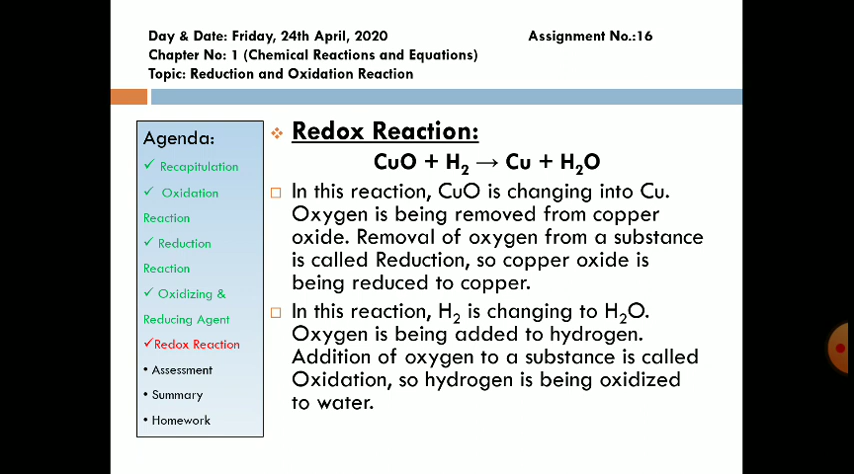 Day & Date: Friday, 24th April, 2020 Assignment No.:16
Chapter No: 1 (Chemical Reactions and Equations)
Topic: Reduction and Oxidation Reaction
Agenda:
✓ Recapitulation
✓ Oxidation
Reaction
✓ Reduction
Reaction
✓ Oxidizing &
Reducing Agent
✓Redox Reaction
• Assessment
• Summary
• Homework
❖ Redox Reaction:
CuO + H₂ → Cu + H₂O
□ In this reaction, CuO is changing into Cu.
Oxygen is being removed from copper
oxide. Removal of oxygen from a substance
is called Reduction, so copper oxide is
being reduced to copper.
□ In this reaction, H₂ is changing to H₂O.
Oxygen is being added to hydrogen.
Addition of oxygen to a substance is called
Oxidation, so hydrogen is being oxidized
to water.